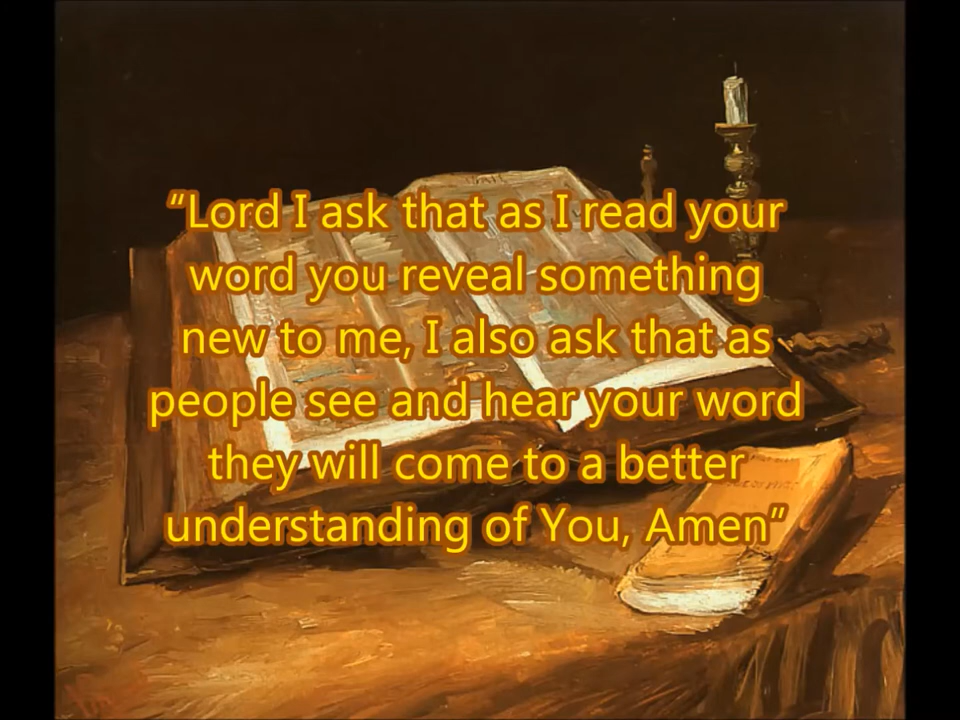 “Lord I ask that as I read your
word you reveal something
new to me, I also ask that as
people see and hear your word
they will come to a better
understanding of You, Amen”